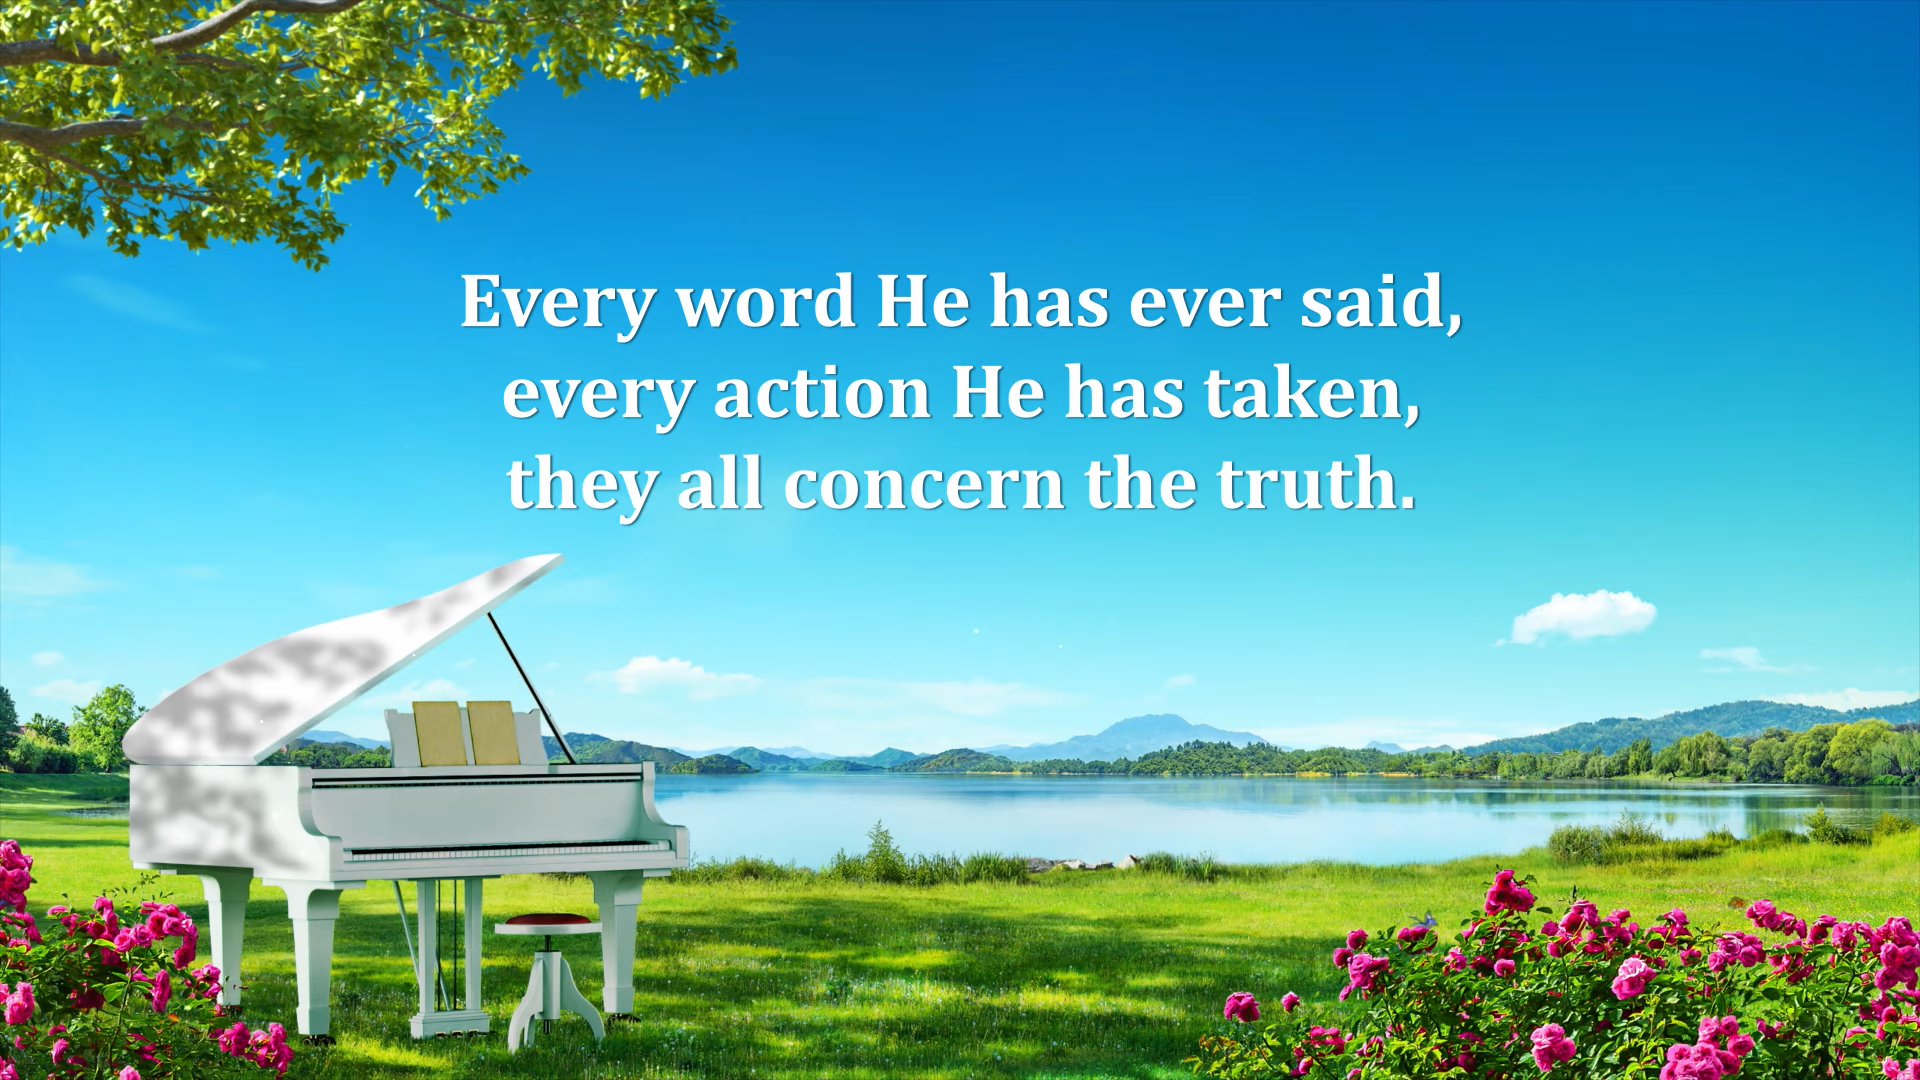 Every word He has ever said,
every action He has taken,
they all concern the truth.